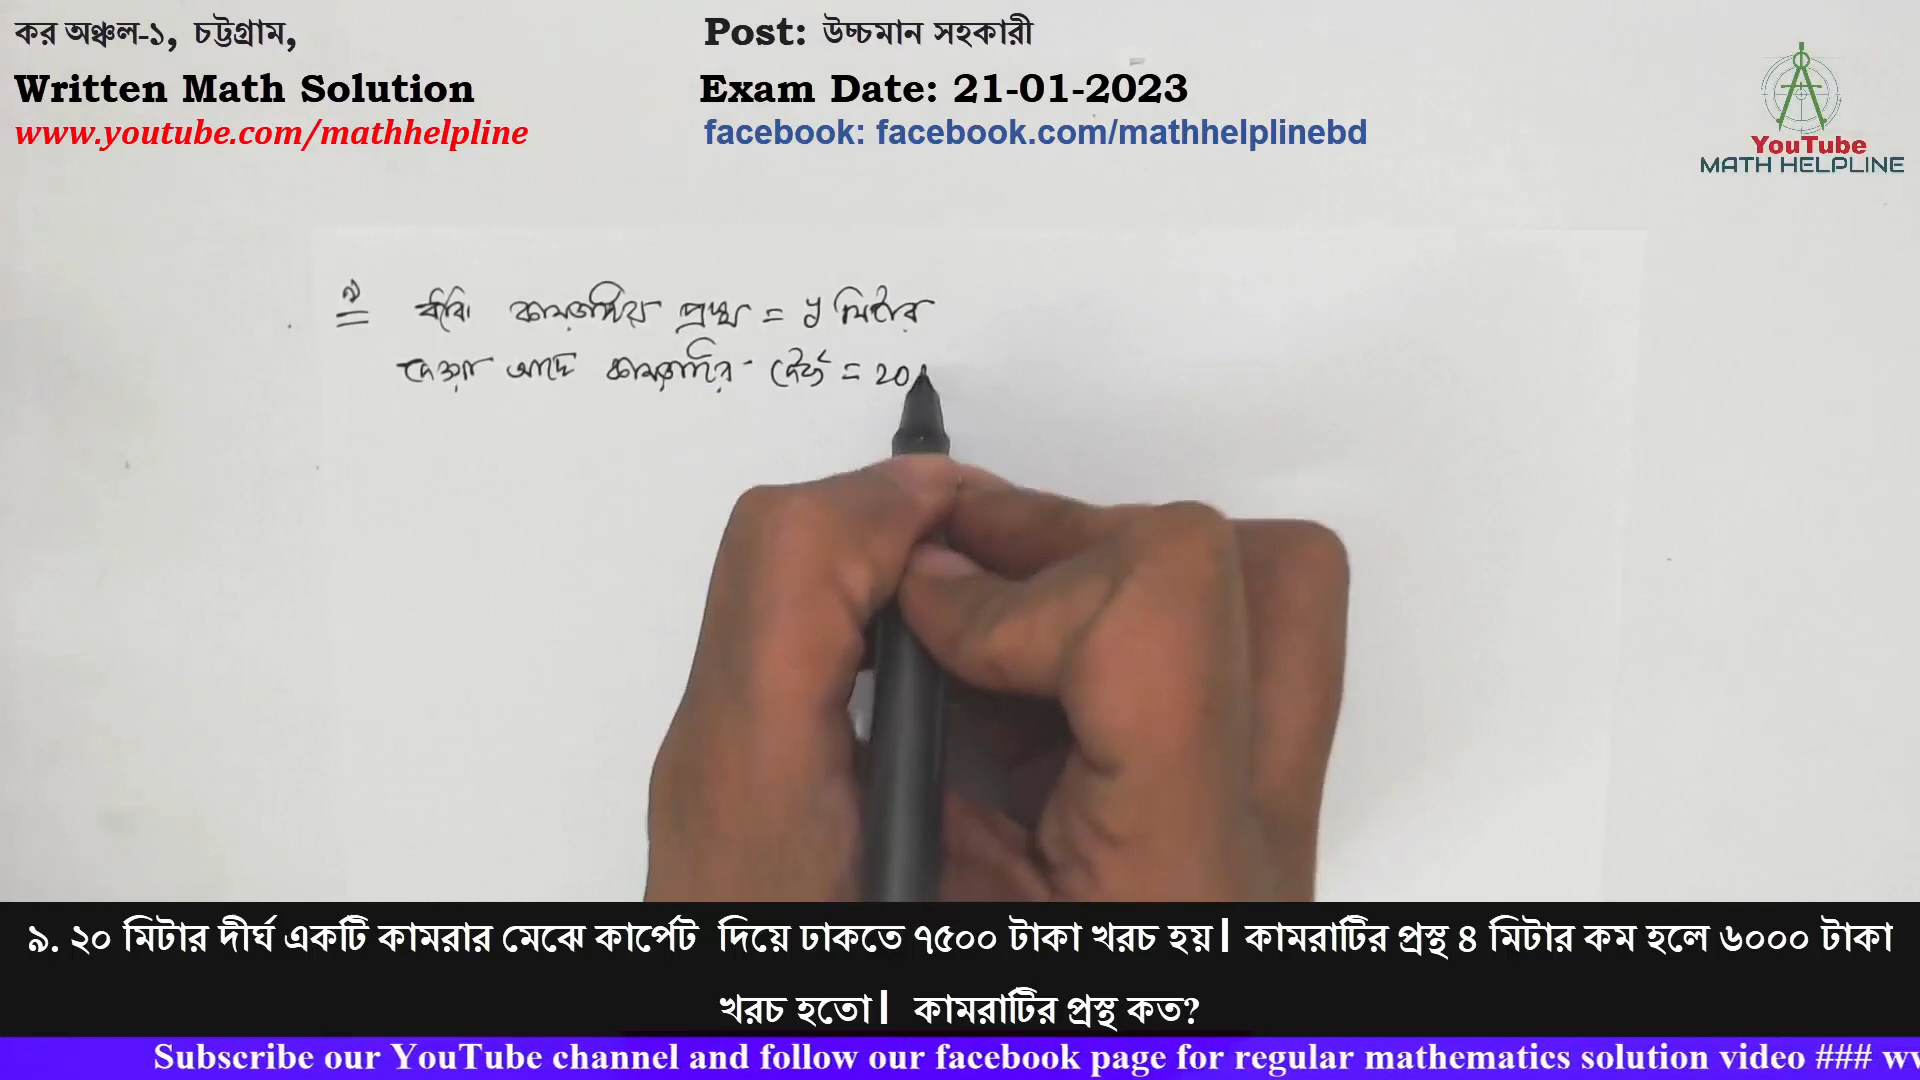 কর অঞ্চল-১, চট্টগ্রাম,
Post: উচ্চমান সহকারী
Written Math Solution
Exam Date: 21-01-2023
www.youtube.com/mathhelpline
facebook: facebook.com/mathhelplinebd
YouTube
MATH HELPLINE
৯ ধরি কামরাটির প্রস্থ = y মিটার
দেওয়া আছে কামরাটির দৈর্ঘ্য = ২০
৯. ২০ মিটার দীর্ঘ একটি কামরার মেঝে কার্পেট দিয়ে ঢাকতে ৭৫০০ টাকা খরচ হয়। কামরাটির প্রস্থ ৪ মিটার কম হলে ৬০০০ টাকা
খরচ হতো। কামরাটির প্রস্থ কত?
Subscribe our YouTube channel and follow our facebook page for regular mathematics solution video ###